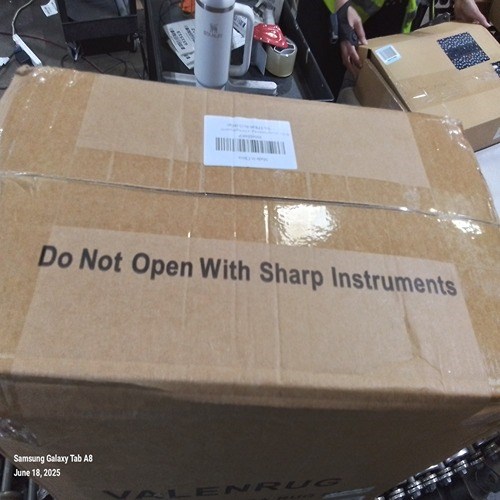 Do Not Open With Sharp Instruments
VALENRUG
Samsung Galaxy Tab A8
June 18, 2025